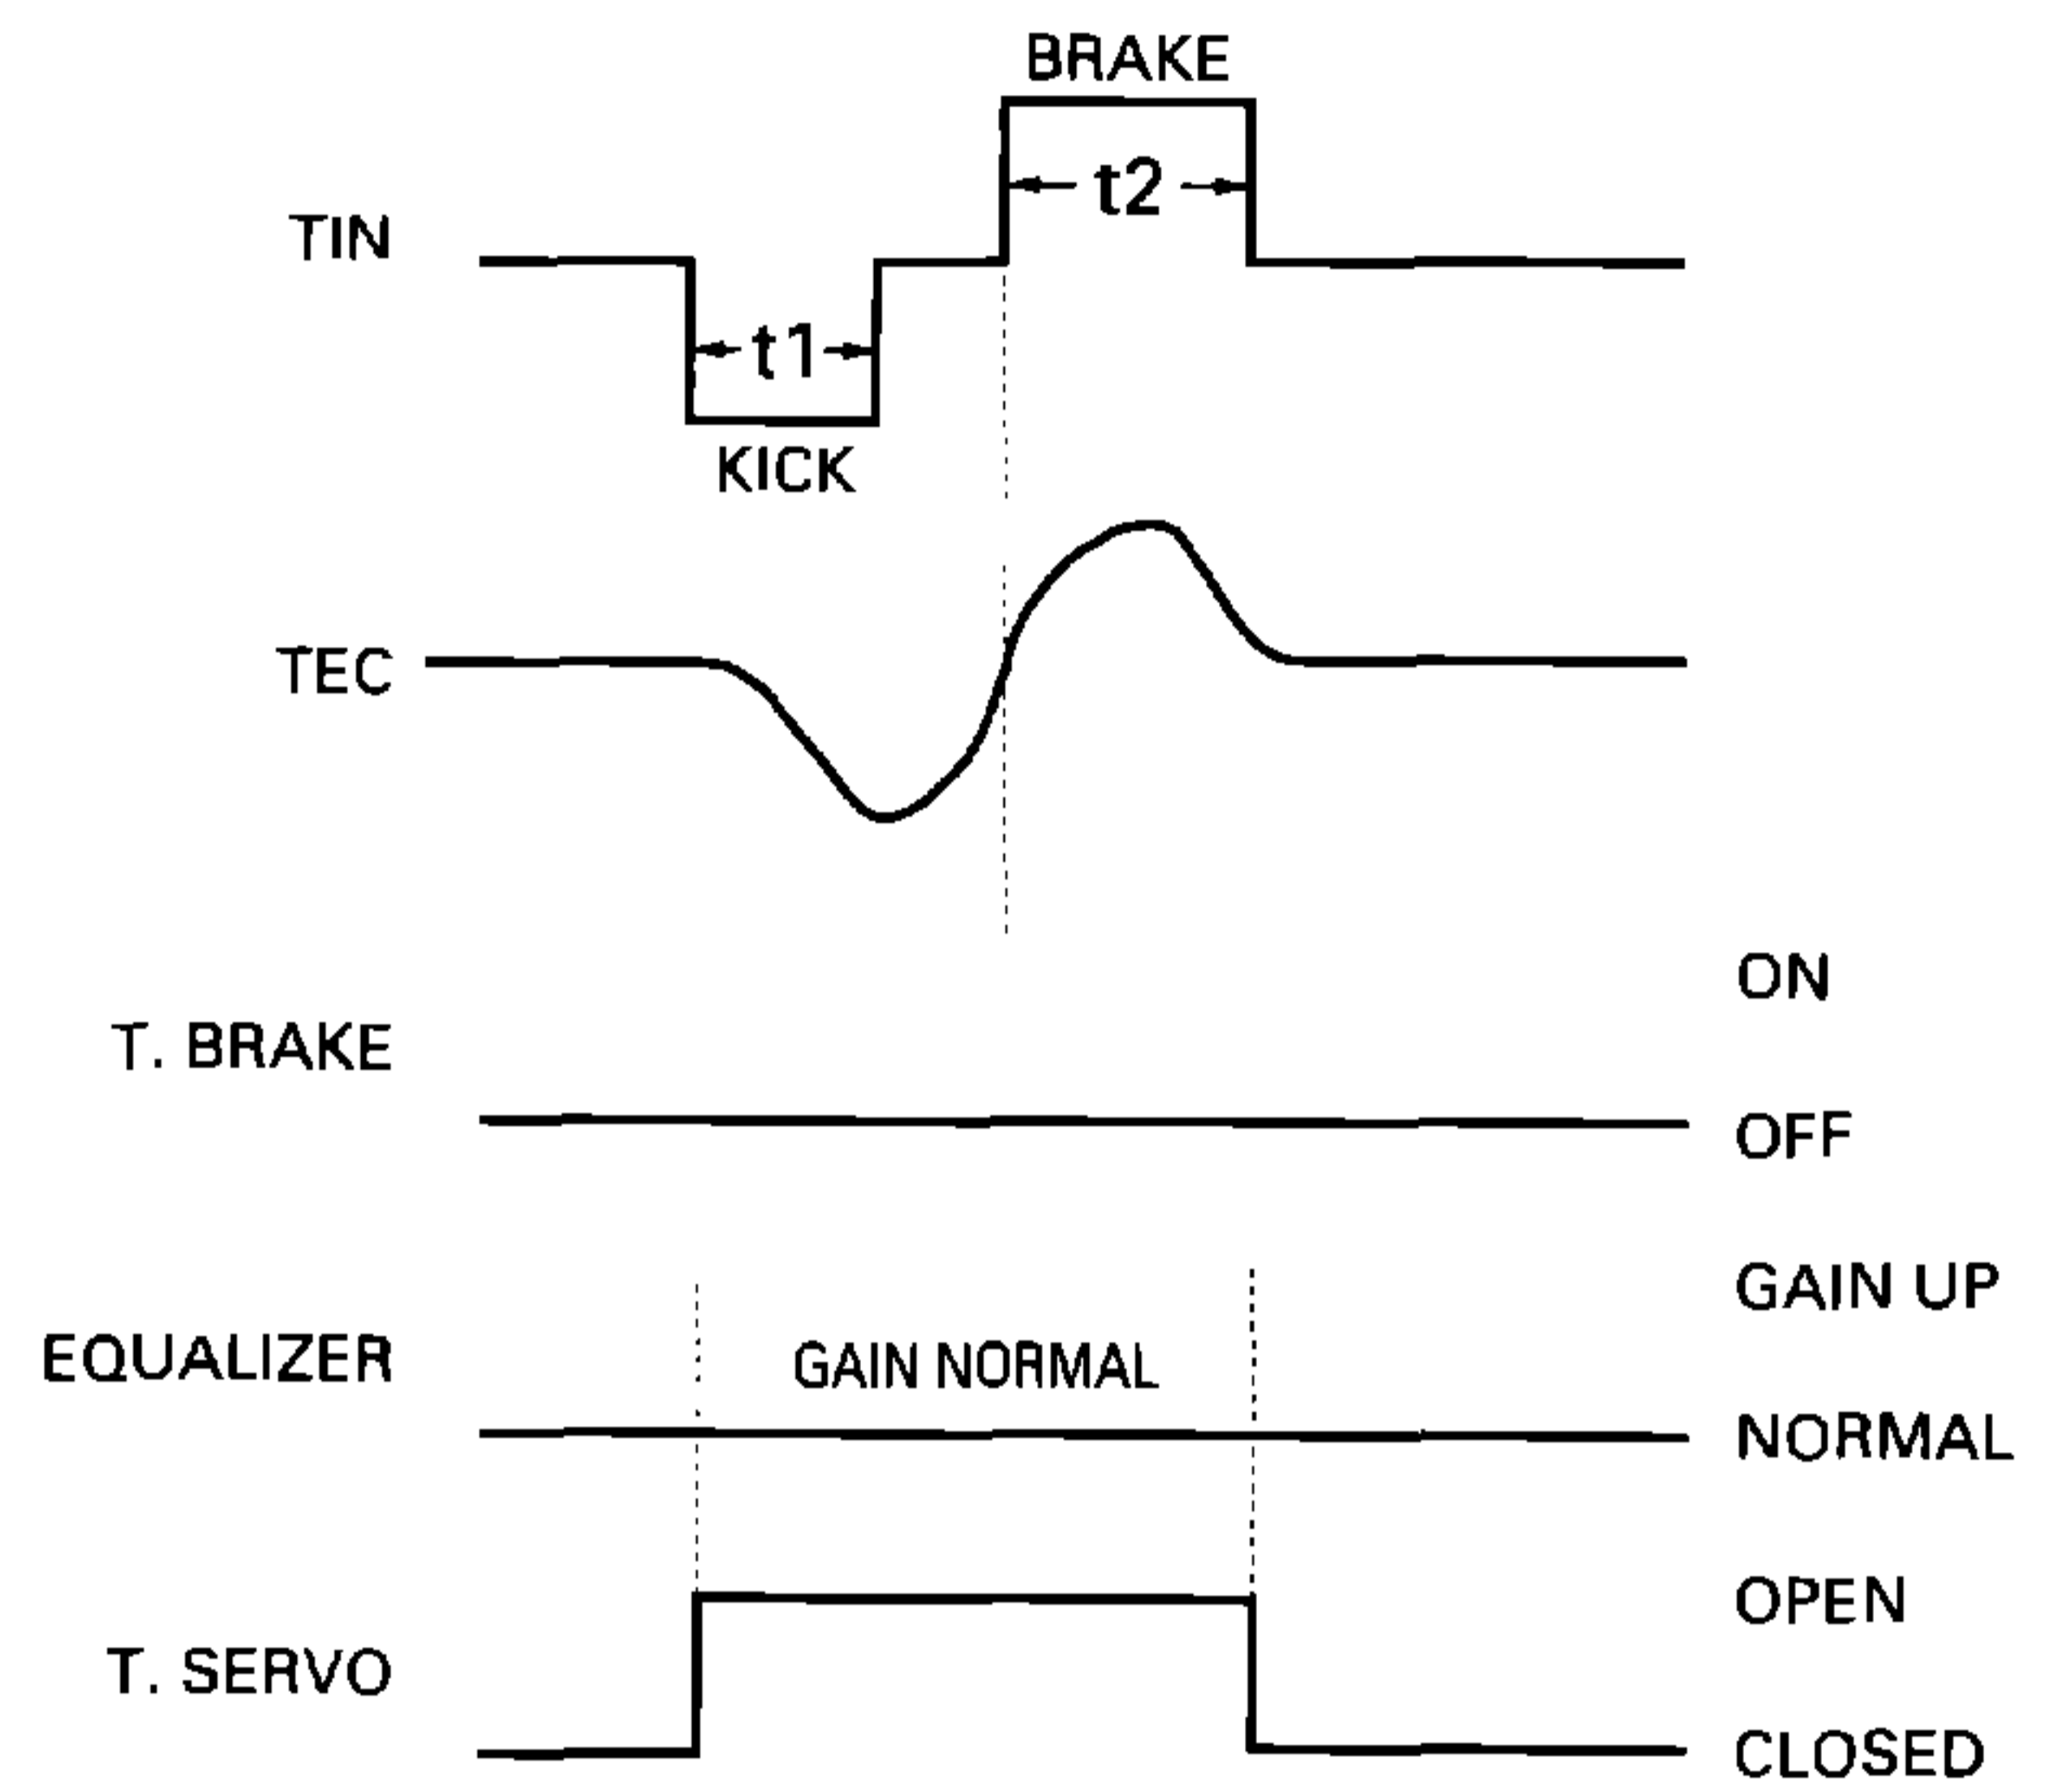 BRAKE
t2
TIN
t1
KICK
TEC
ON
T. BRAKE
OFF
GAIN UP
EQUALIZER
GAIN NORMAL
NORMAL
OPEN
T. SERVO
CLOSED